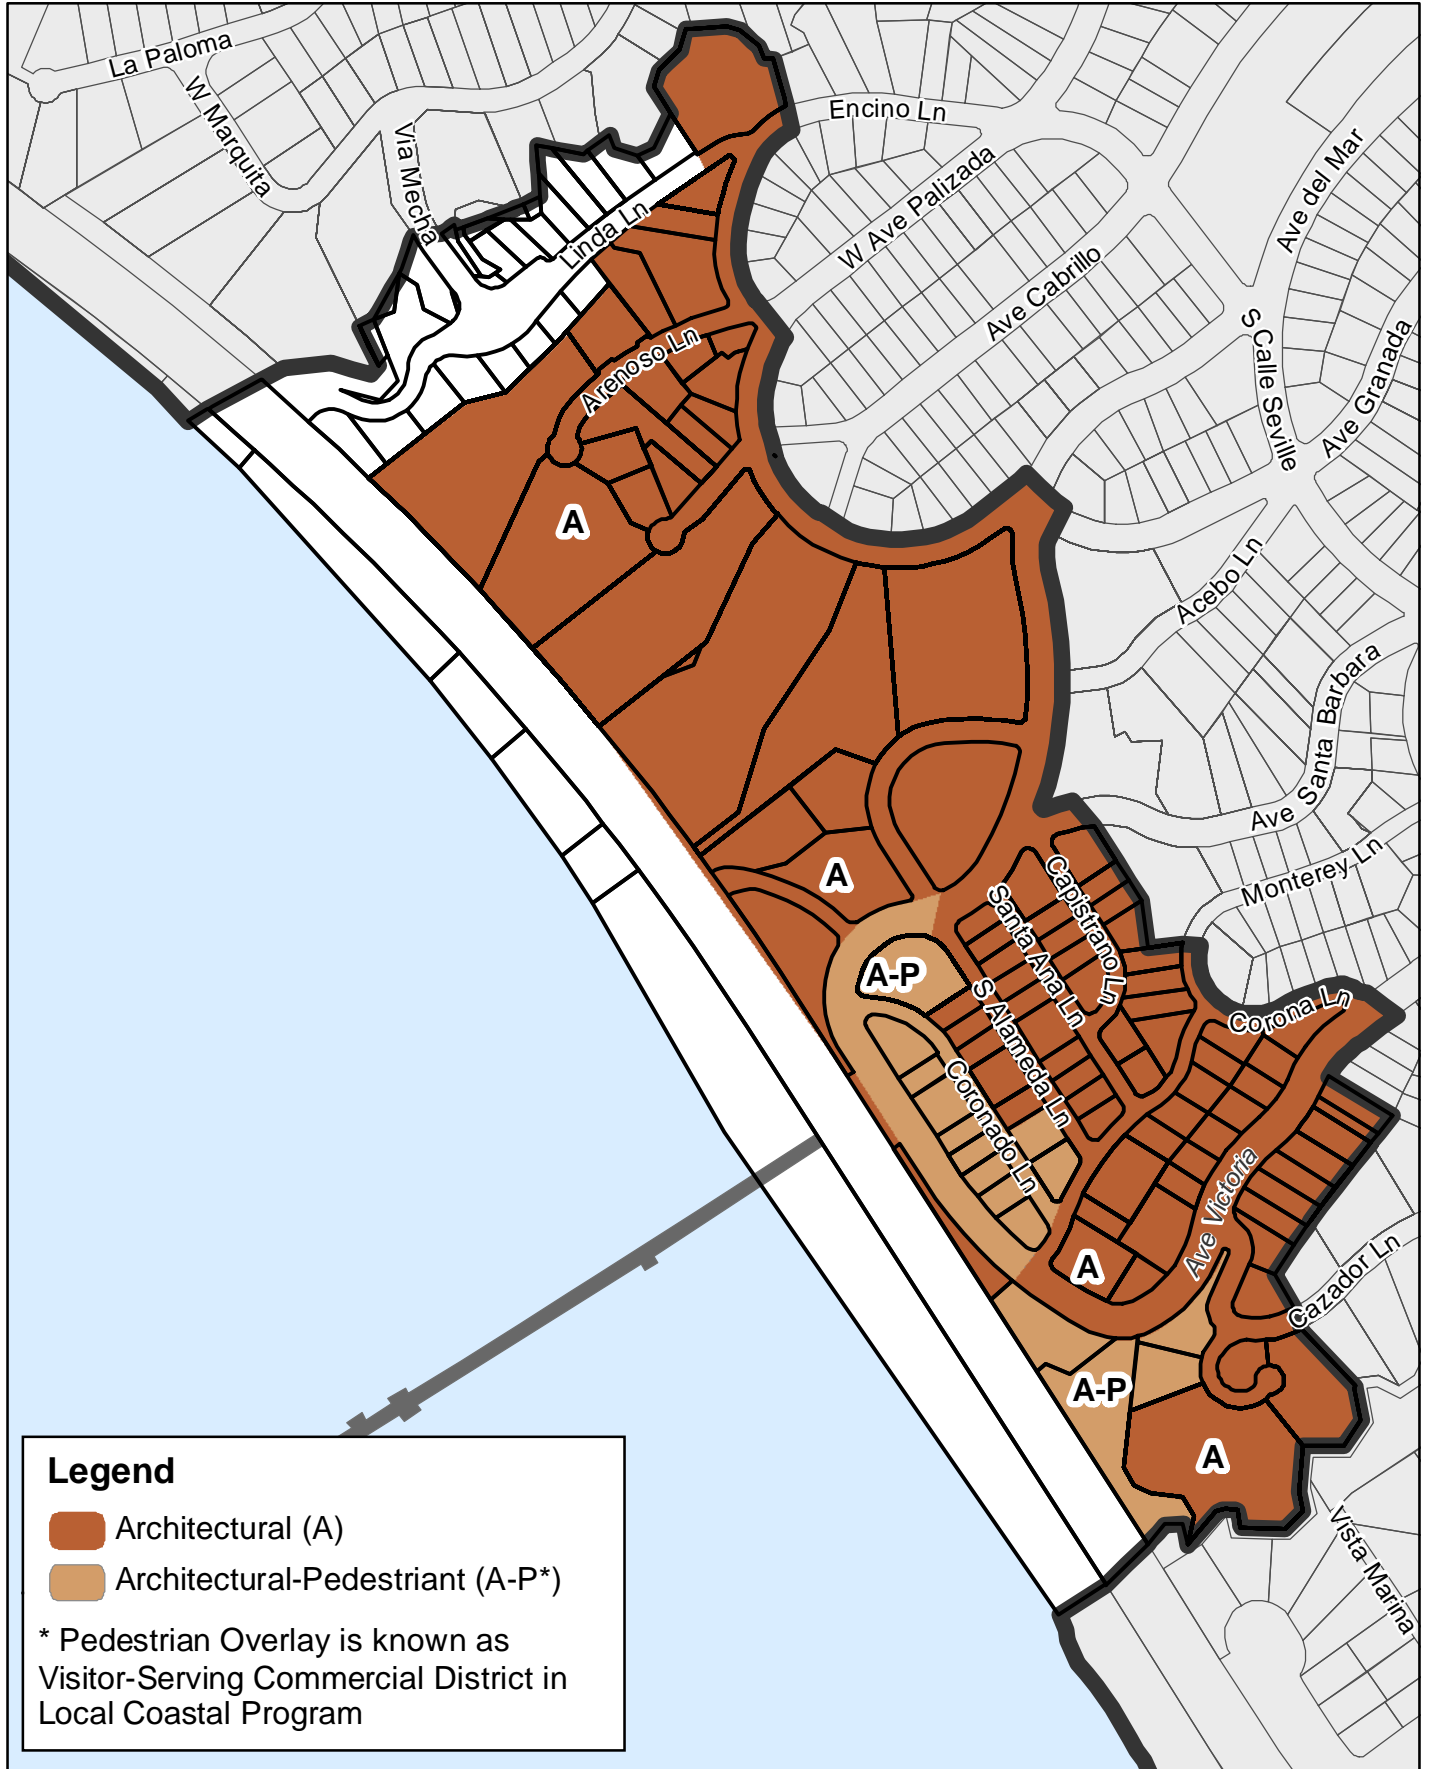 La Paloma
W Marquita
Via Mecha
Encino Ln
W Ave Palizada
Ave del Mar
Linda Ln
Ave Cabrillo
S Calle Seville
Ave Granada
Arenoso Ln
A
Acebo Ln
Ave Santa Barbara
Monterey Ln
A
Capistrano Ln
Santa Ana Ln
A-P
S Alameda Ln
Corona Ln
Coronado Ln
Ave Victoria
A
Cazador Ln
A-P
A
Vista Marina
Legend
Architectural (A)
Architectural-Pedestriant (A-P*)
* Pedestrian Overlay is known as
Visitor-Serving Commercial District in
Local Coastal Program